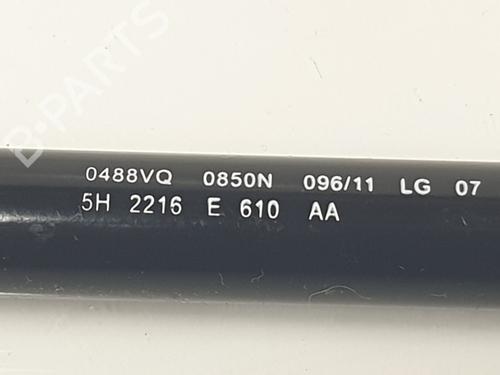 B-PARTS
0488VQ 0850N 096/11 LG 07
5H 2216 E 610 AA